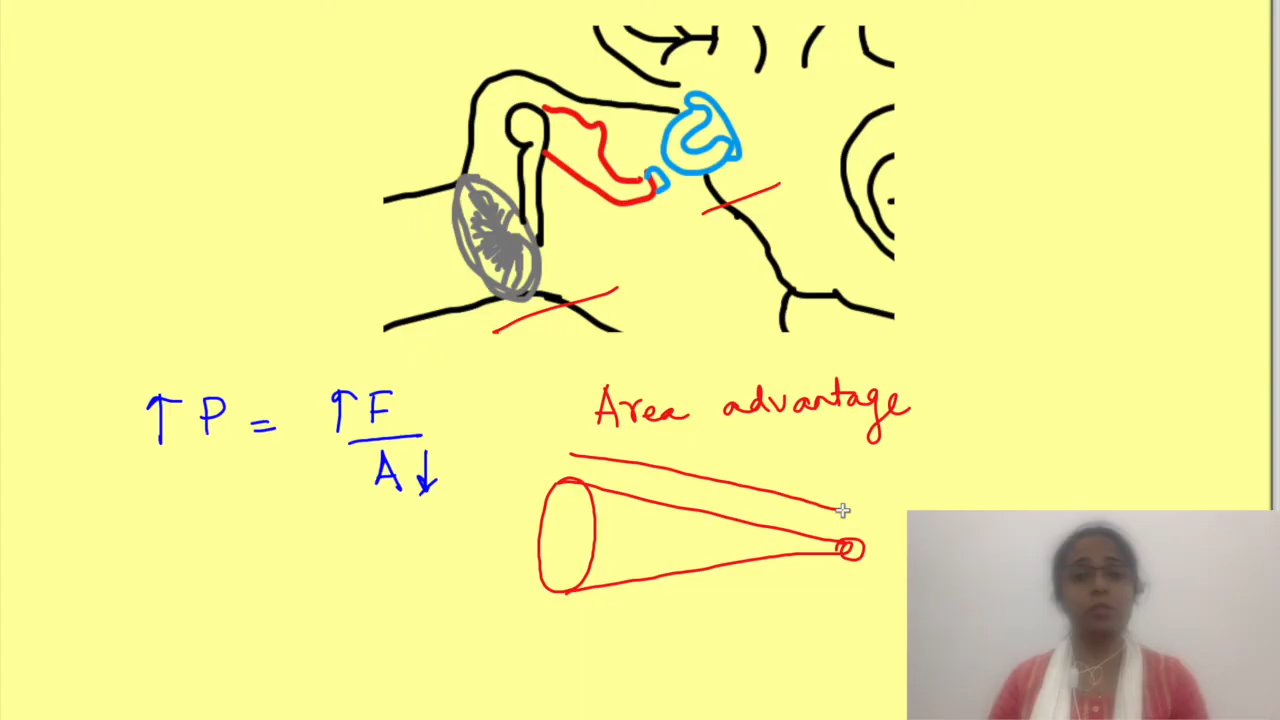 ↑ P = ↑ F
A ↓
Area advantage